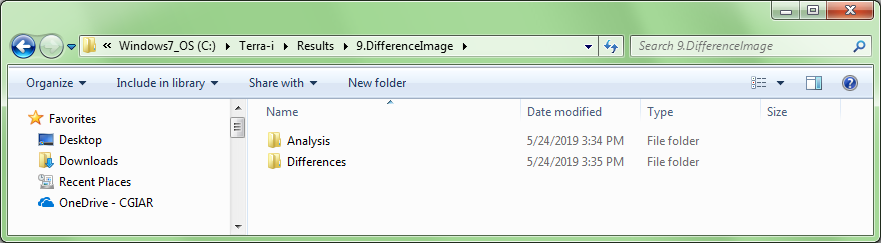 « Windows7_OS (C:) Terra-i Results 9.DifferenceImage Search 9.DifferenceImage
Organize Include in library Share with New folder
Favorites
Desktop
Downloads
Recent Places
OneDrive - CGIAR
Name Date modified Type Size
Analysis 5/24/2019 3:34 PM File folder
Differences 5/24/2019 3:35 PM File folder